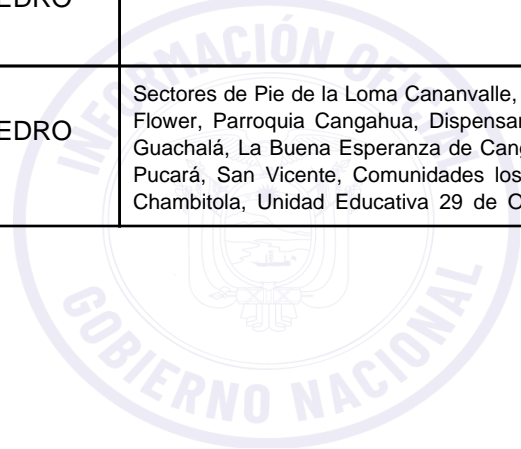 EDRO
EDRO
Sectores de Pie de la Loma Cananvalle,
Flower, Parroquia Cangahua, Dispensar
Guachalá, La Buena Esperanza de Cang
Pucará, San Vicente, Comunidades los
Chambitola, Unidad Educativa 29 de O
INFORMACIÓN OFICIAL
GOBIERNO NACIONAL